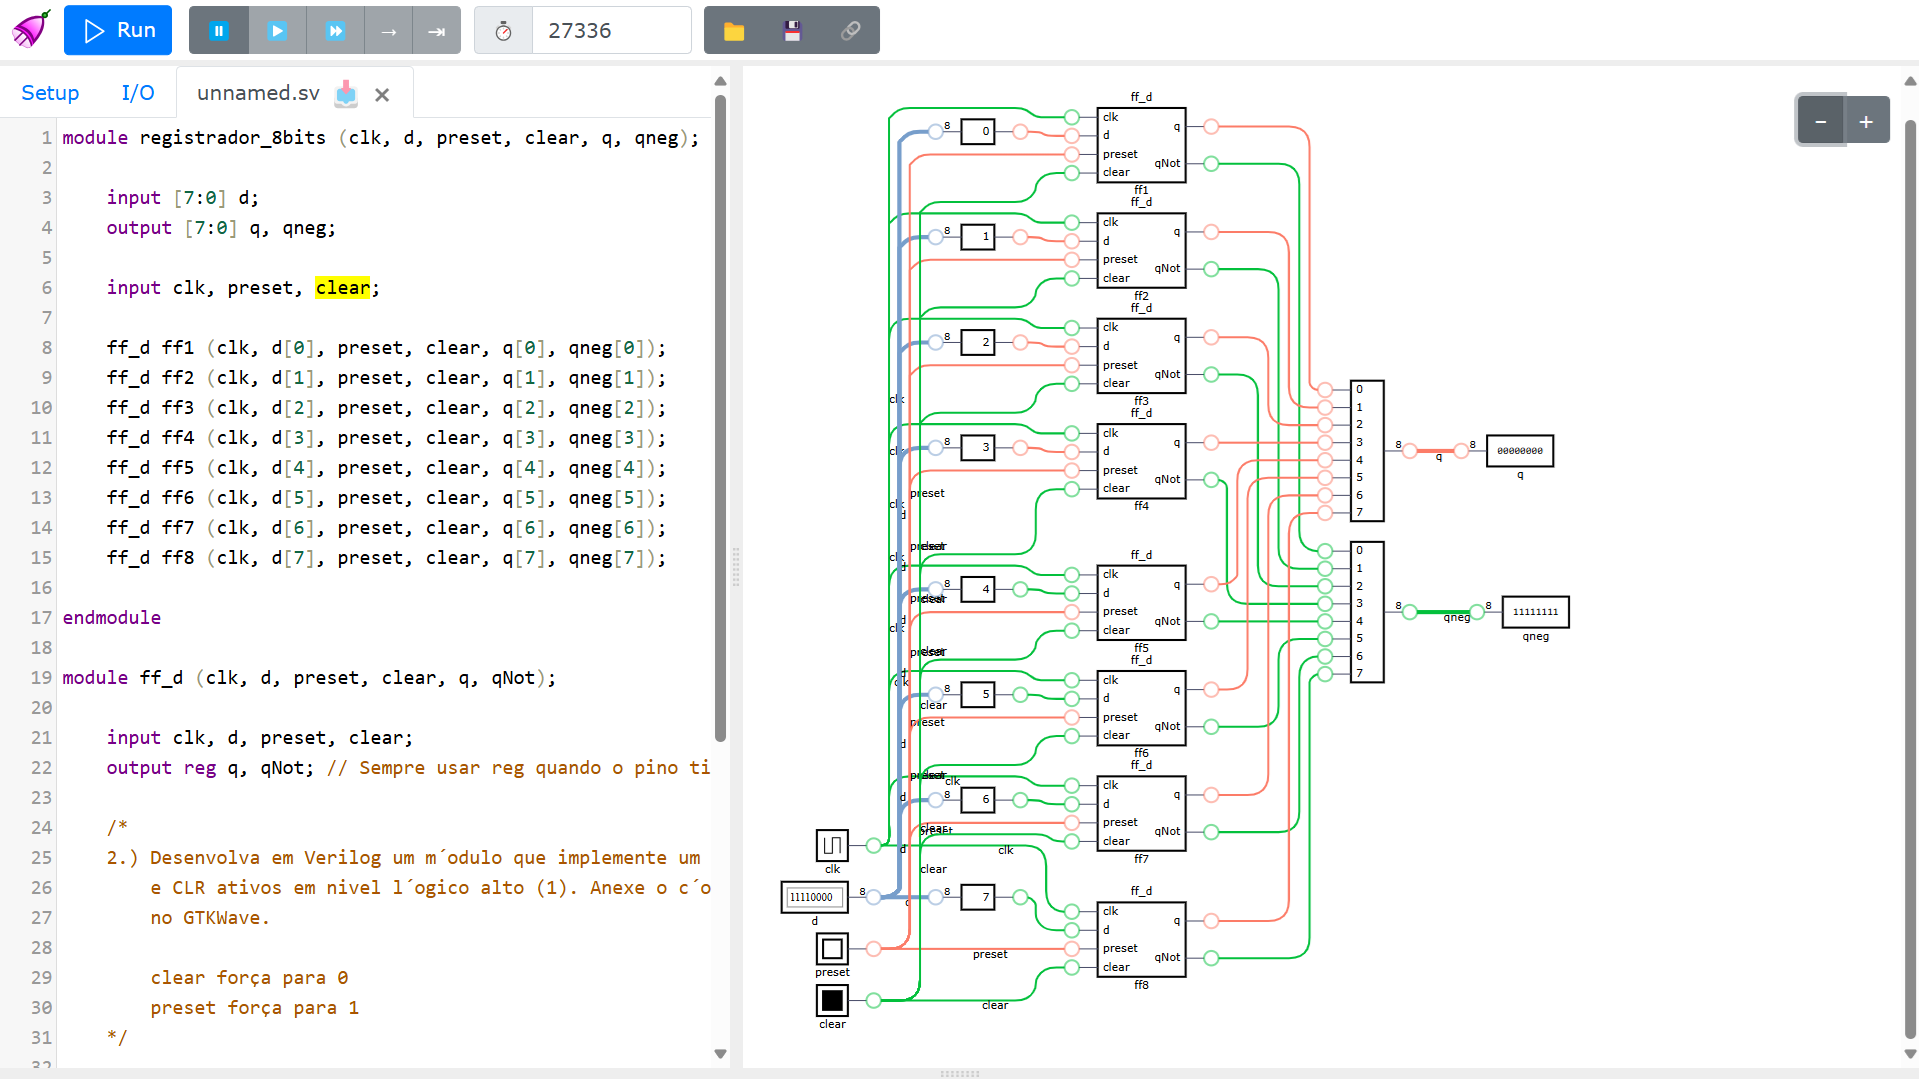 Run
27336
Setup I/O unnamed.sv
1 module registrador_8bits (clk, d, preset, clear, q, qneg);
2
3 input [7:0] d;
4 output [7:0] q, qneg;
5
6 input clk, preset, clear;
7
8 ff_d ff1 (clk, d[0], preset, clear, q[0], qneg[0]);
9 ff_d ff2 (clk, d[1], preset, clear, q[1], qneg[1]);
10 ff_d ff3 (clk, d[2], preset, clear, q[2], qneg[2]);
11 ff_d ff4 (clk, d[3], preset, clear, q[3], qneg[3]);
12 ff_d ff5 (clk, d[4], preset, clear, q[4], qneg[4]);
13 ff_d ff6 (clk, d[5], preset, clear, q[5], qneg[5]);
14 ff_d ff7 (clk, d[6], preset, clear, q[6], qneg[6]);
15 ff_d ff8 (clk, d[7], preset, clear, q[7], qneg[7]);
16
17 endmodule
18
19 module ff_d (clk, d, preset, clear, q, qNot);
20
21 input clk, d, preset, clear;
22 output reg q, qNot; // Sempre usar reg quando o pino ti
23
24 /*
25 2.) Desenvolva em Verilog um m´odulo que implemente um
26 e CLR ativos em nivel l´ogico alto (1). Anexe o c´o
27 no GTKWave.
28
29 clear força para 0
30 preset força para 1
31 */
32
ff_d
clk
8 0 d q
preset
clear qNot
ff1
ff_d
clk
8 1 d q
preset
clear qNot
ff2
ff_d
clk
8 2 d q
preset
clear qNot
ff3
ff_d
clk
8 3 d q
preset
clear qNot
ff4
ff_d
clk
8 4 d q
preset
clear qNot
ff5
ff_d
clk
8 5 d q
preset
clear qNot
ff6
ff_d
clk
8 6 d q
preset
clear qNot
ff7
ff_d
clk
8 7 d q
preset
clear qNot
ff8
clk
11110000 8
d
preset
clear
clk
preset
clear
0
1
2
3
4
5
6
7
8 q 8 00000000
q
0
1
2
3
4
5
6
7
8 qneg 8 11111111
qneg